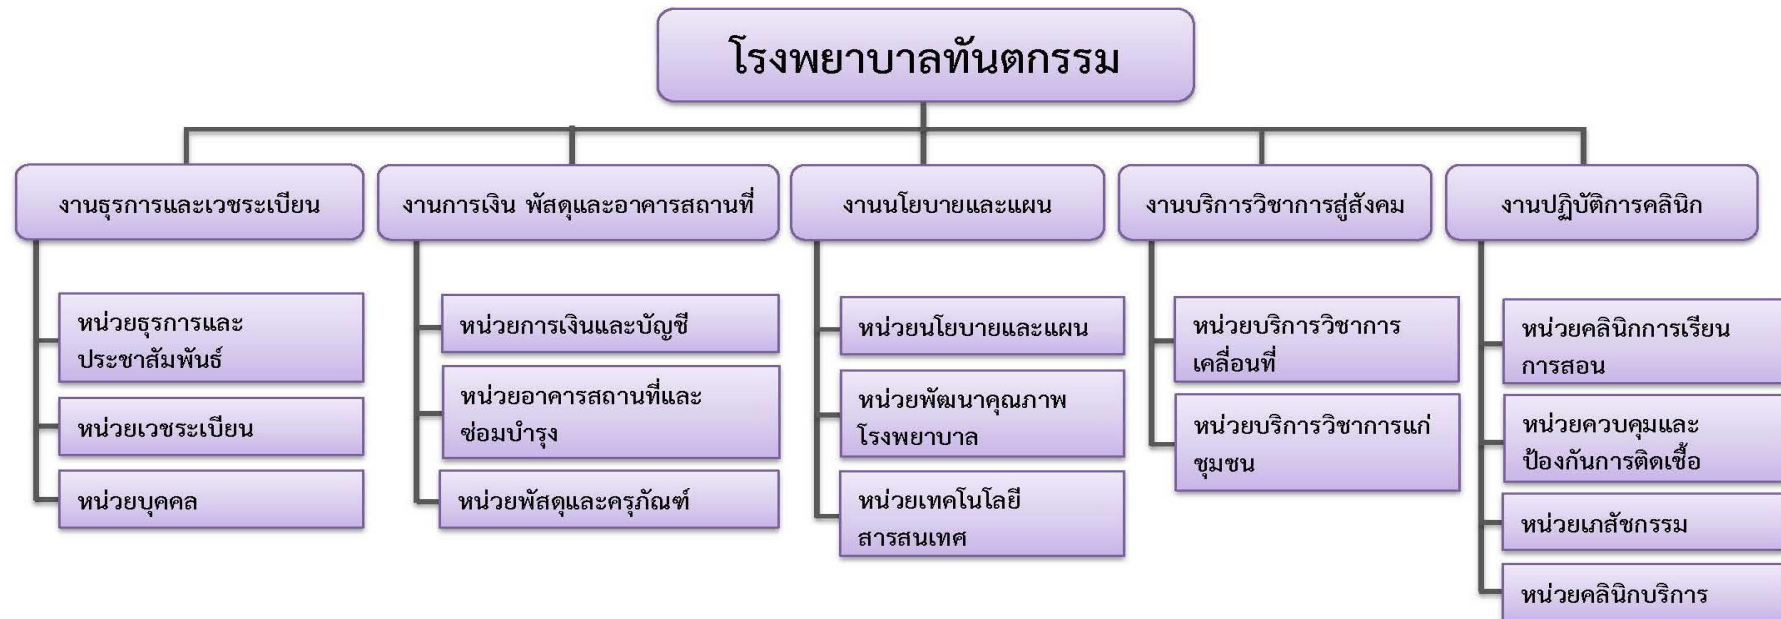 โรงพยาบาลทันตกรรม
งานธุรการและเวชระเบียน
หน่วยธุรการและ
ประชาสัมพันธ์
หน่วยเวชระเบียน
หน่วยบุคคล
งานการเงิน พัสดุและอาคารสถานที่
หน่วยการเงินและบัญชี
หน่วยอาคารสถานที่และ
ซ่อมบำรุง
หน่วยพัสดุและครุภัณฑ์
งานนโยบายและแผน
หน่วยนโยบายและแผน
หน่วยพัฒนาคุณภาพ
โรงพยาบาล
หน่วยเทคโนโลยี
สารสนเทศ
งานบริการวิชาการสู่สังคม
หน่วยบริการวิชาการ
เคลื่อนที่
หน่วยบริการวิชาการแก่
ชุมชน
งานปฏิบัติการคลินิก
หน่วยคลินิกการเรียน
การสอน
หน่วยควบคุมและ
ป้องกันการติดเชื้อ
หน่วยเภสัชกรรม
หน่วยคลินิกบริการ